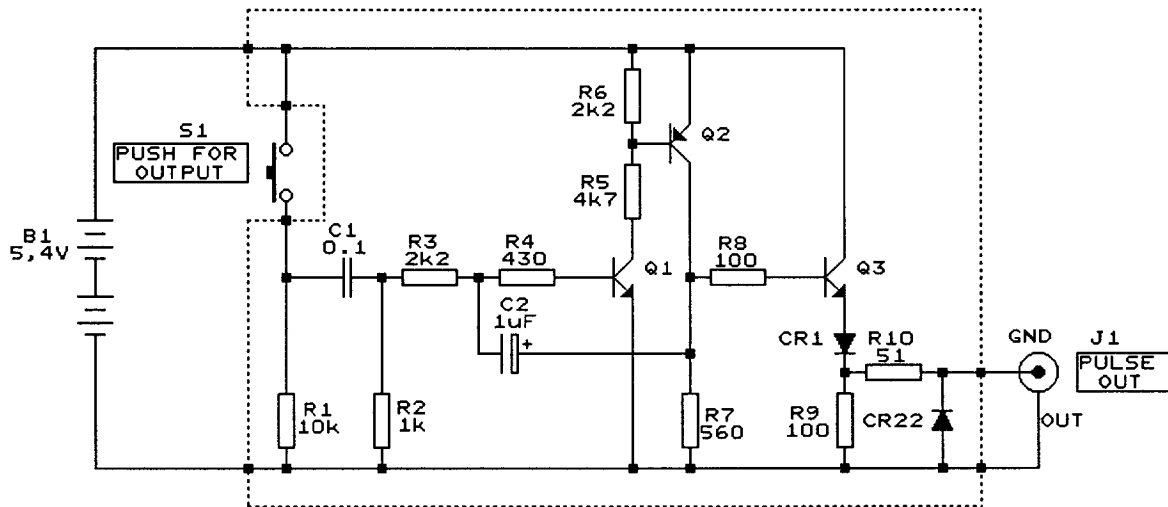 S1
PUSH FOR
OUTPUT
B1
5,4V
C1
0.1
R1
10k
R2
1k
R3
2k2
R4
430
C2
1uF
+
R6
2k2
R5
4k7
Q1
Q2
R8
100
Q3
R7
560
CR1
R10
51
R9
100
CR22
GND
J1
PULSE
OUT
OUT